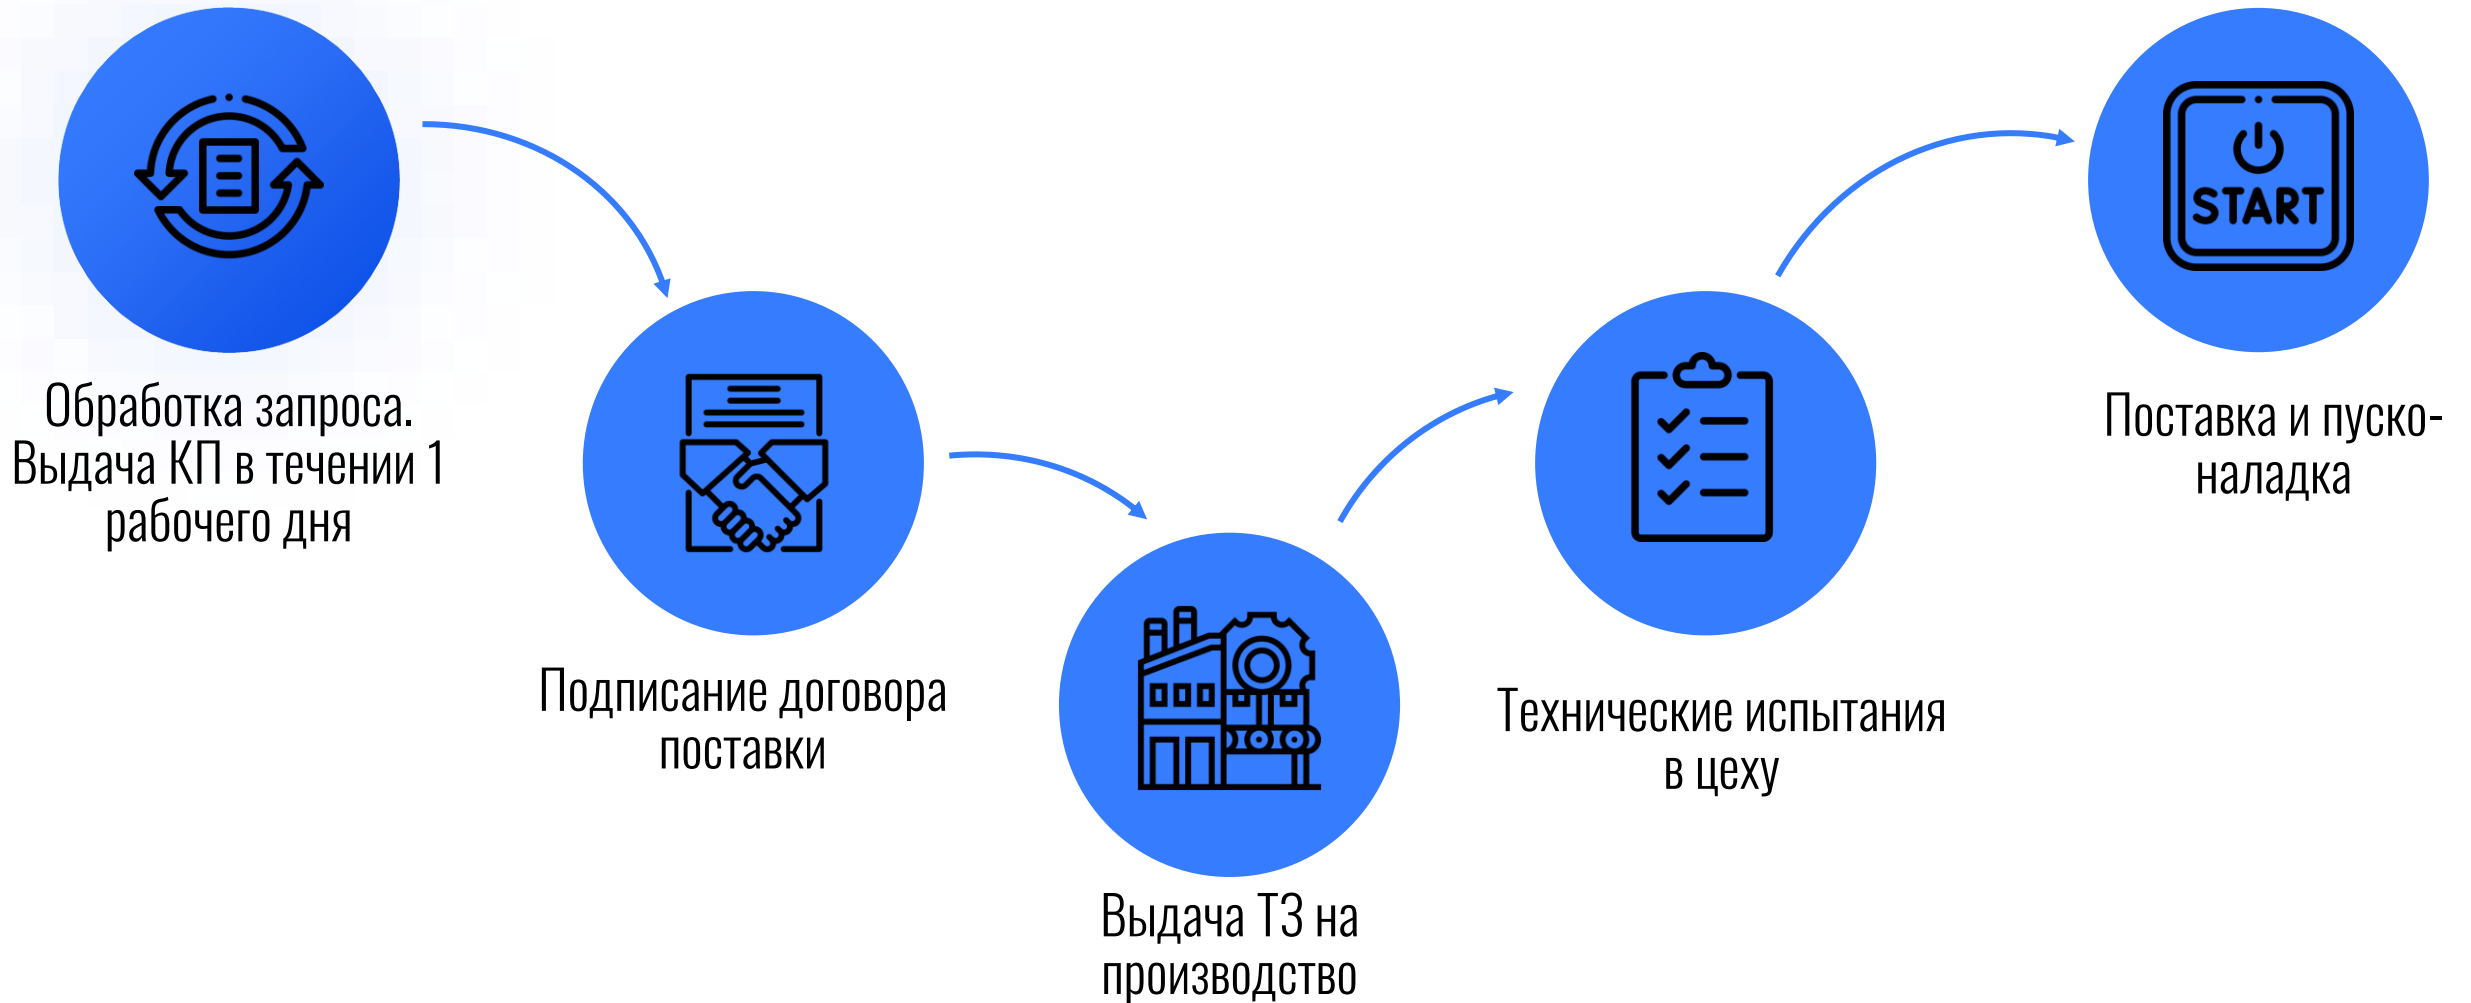 START
Обработка запроса.
Выдача КП в течении 1
рабочего дня
Подписание договора
поставки
Выдача ТЗ на
производство
Технические испытания
в цеху
Поставка и пуско-
наладка